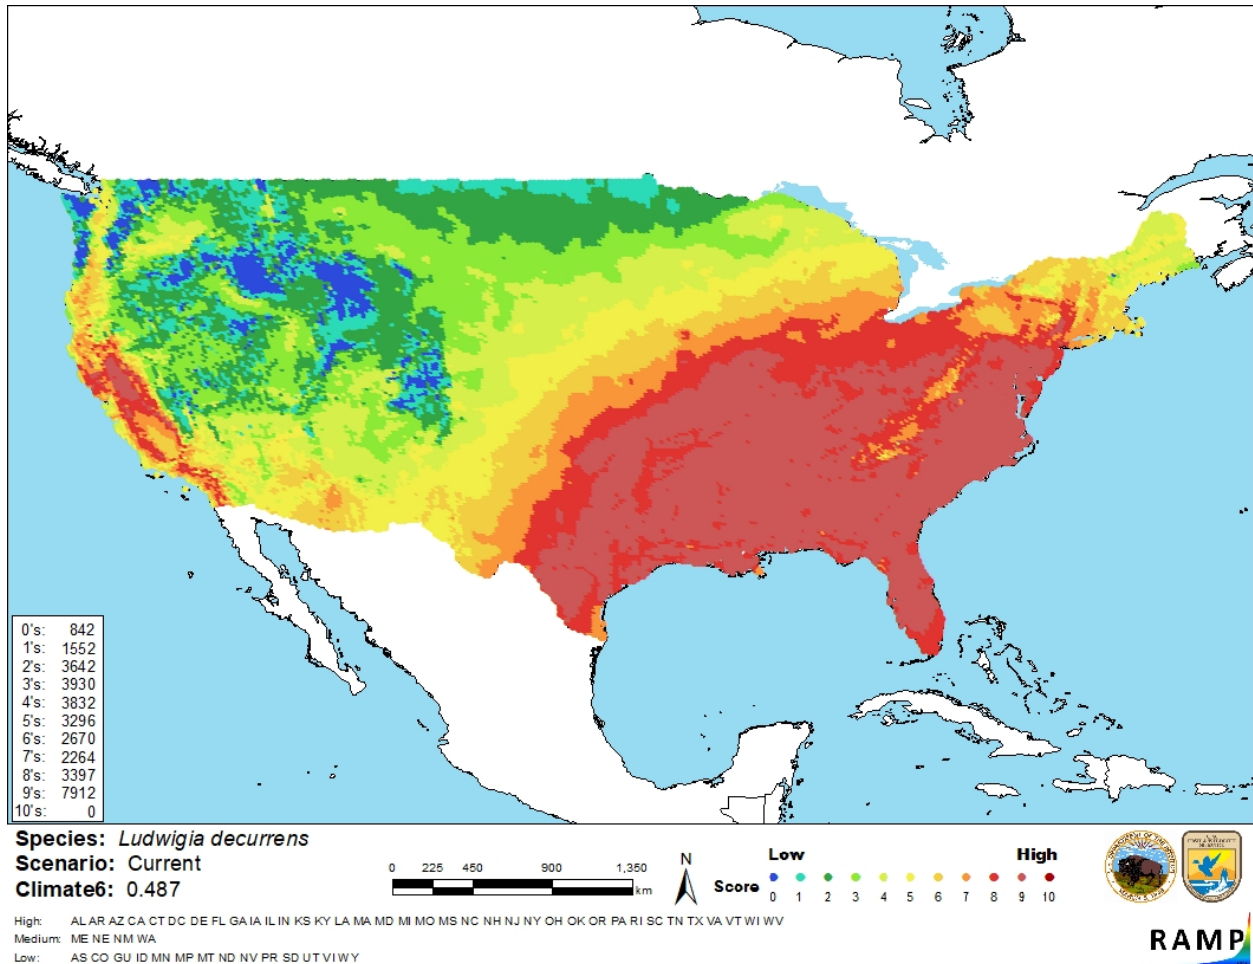 0's: 842
1's: 1552
2's: 3642
3's: 3930
4's: 3832
5's: 3296
6's: 2670
7's: 2264
8's: 3397
9's: 7912
10's: 0
Species: Ludwigia decurrens
Scenario: Current
Climate6: 0.487
0 225 450 900 1,350
km
N
Low High
Score
0 1 2 3 4 5 6 7 8 9 10
High: AL AR AZ CA CT DC DE FL GA IA IL IN KS KY LA MA MD MI MO MS NC NH NJ NY OH OK OR PA RI SC TN TX VA VT WI WV
Medium: ME NE NM WA
Low: AS CO GU ID MN MP MT ND NV PR SD UT VI WY
RAMP